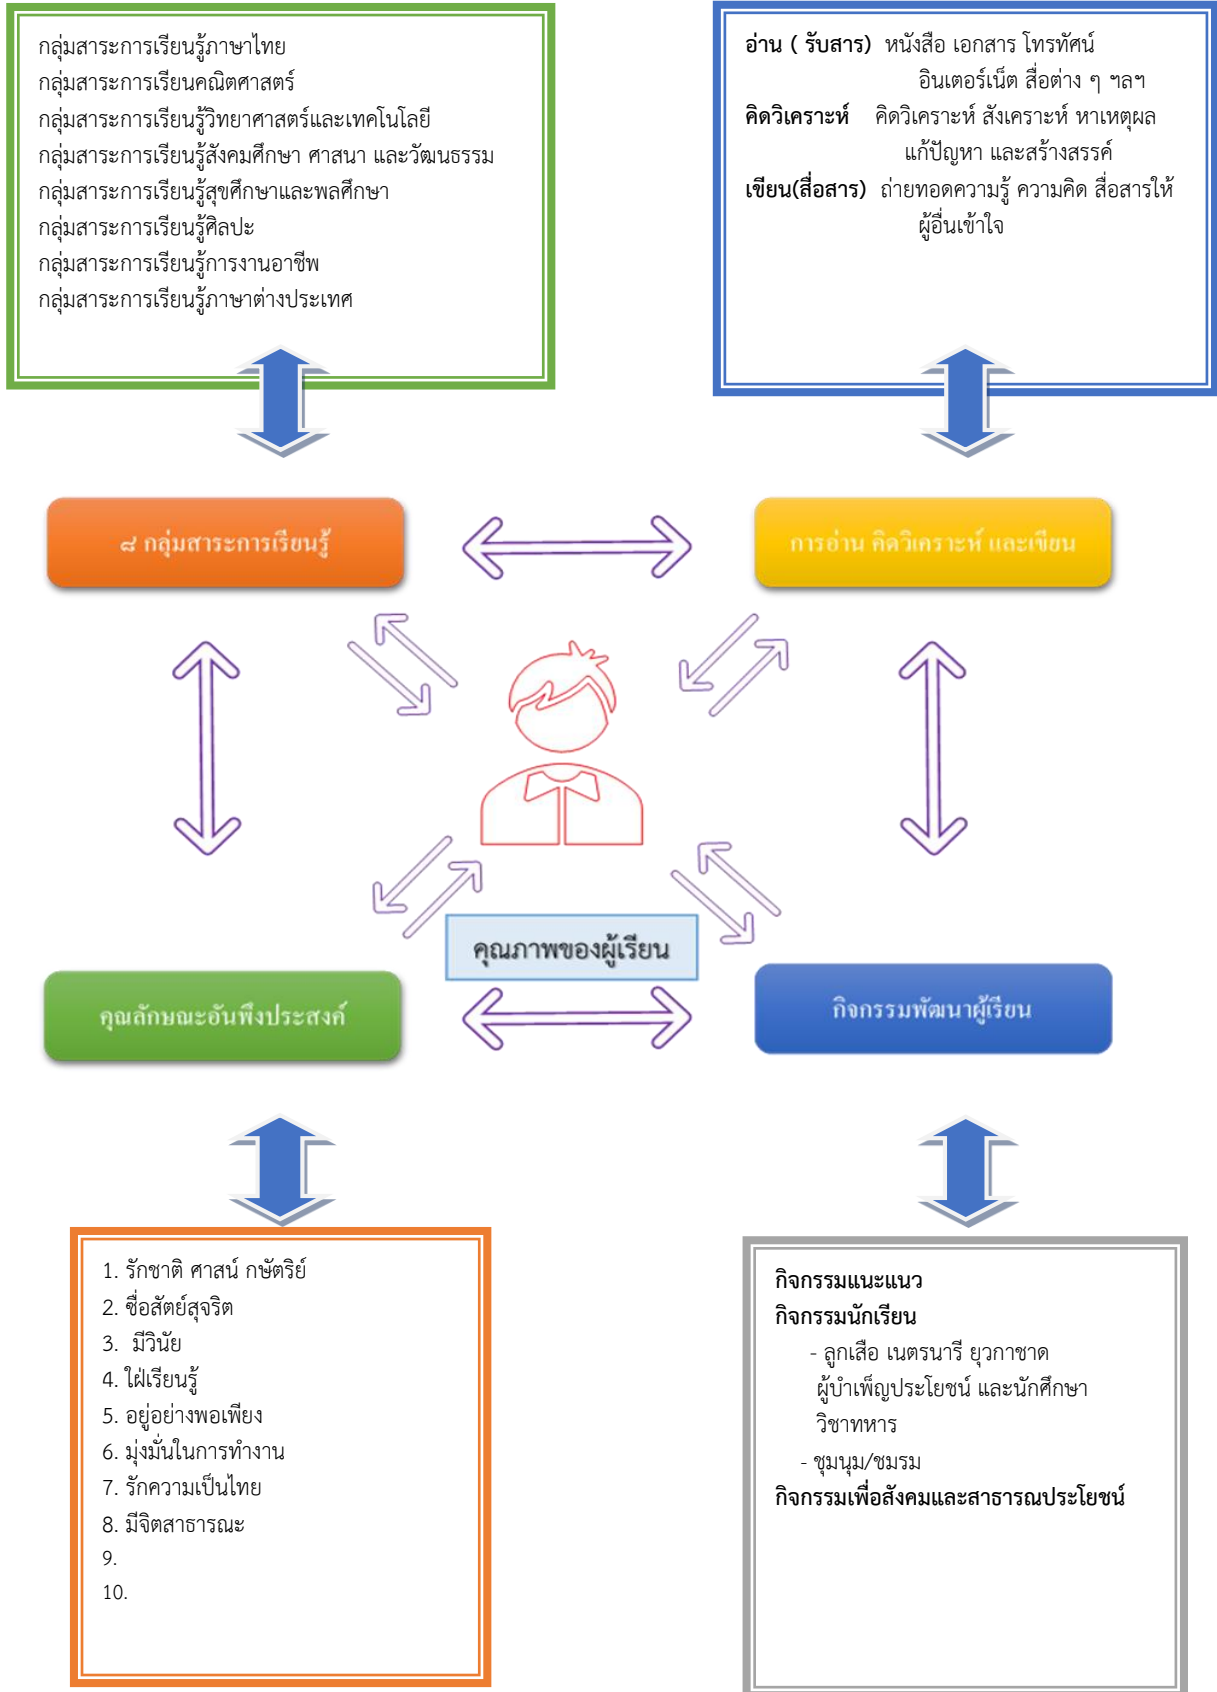 กลุ่มสาระการเรียนรู้ภาษาไทย
กลุ่มสาระการเรียนคณิตศาสตร์
กลุ่มสาระการเรียนรู้วิทยาศาสตร์และเทคโนโลยี
กลุ่มสาระการเรียนรู้สังคมศึกษา ศาสนา และวัฒนธรรม
กลุ่มสาระการเรียนรู้สุขศึกษาและพลศึกษา
กลุ่มสาระการเรียนรู้ศิลปะ
กลุ่มสาระการเรียนรู้การงานอาชีพ
กลุ่มสาระการเรียนรู้ภาษาต่างประเทศ
อ่าน ( รับสาร) หนังสือ เอกสาร โทรทัศน์
อินเตอร์เน็ต สื่อต่าง ๆ ฯลฯ
คิดวิเคราะห์ คิดวิเคราะห์ สังเคราะห์ หาเหตุผล
แก้ปัญหา และสร้างสรรค์
เขียน(สื่อสาร) ถ่ายทอดความรู้ ความคิด สื่อสารให้
ผู้อื่นเข้าใจ
๘ กลุ่มสาระการเรียนรู้
การอ่าน คิดวิเคราะห์ และเขียน
คุณภาพของผู้เรียน
คุณลักษณะอันพึงประสงค์
กิจกรรมพัฒนาผู้เรียน
1. รักชาติ ศาสน์ กษัตริย์
2. ซื่อสัตย์สุจริต
3. มีวินัย
4. ใฝ่เรียนรู้
5. อยู่อย่างพอเพียง
6. มุ่งมั่นในการทำงาน
7. รักความเป็นไทย
8. มีจิตสาธารณะ
9.
10.
กิจกรรมแนะแนว
กิจกรรมนักเรียน
- ลูกเสือ เนตรนารี ยุวกาชาด
ผู้บำเพ็ญประโยชน์ และนักศึกษา
วิชาทหาร
- ชุมนุม/ชมรม
กิจกรรมเพื่อสังคมและสาธารณประโยชน์